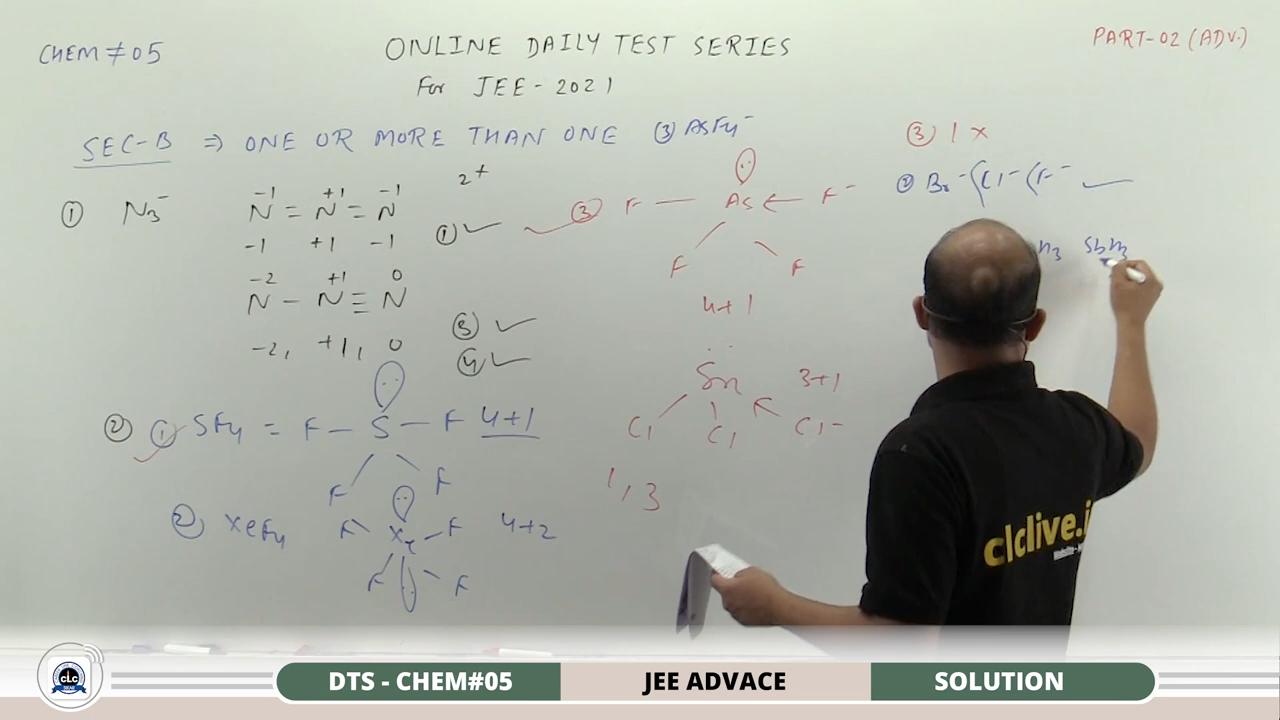 CHEM # 05
ONLINE DAILY TEST SERIES
For JEE - 2021
PART-02 (ADV.)
SEC-B ⇒ ONE OR MORE THAN ONE
① N3⁻
-1 +1 -1
N = N = N
-1 +1 -1
-2 +1 0
N - N ≡ N
-2, +1, 0
2+
① ✓
③ ✓
④ ✓
② ① SF4 = F - S - F 4+1
F F
② XeF4
F Xe F 4+2
F F
③ AsF4⁻
③ F - As ← F⁻
F F
4+1
Sn 3+1
Cl Cl Cl-
1, 3
③ 1 ×
② Br⁻ < Cl⁻ < F⁻ ✓
H3 SbH3
clclive.i
DTS - CHEM#05
JEE ADVACE
SOLUTION
CLC